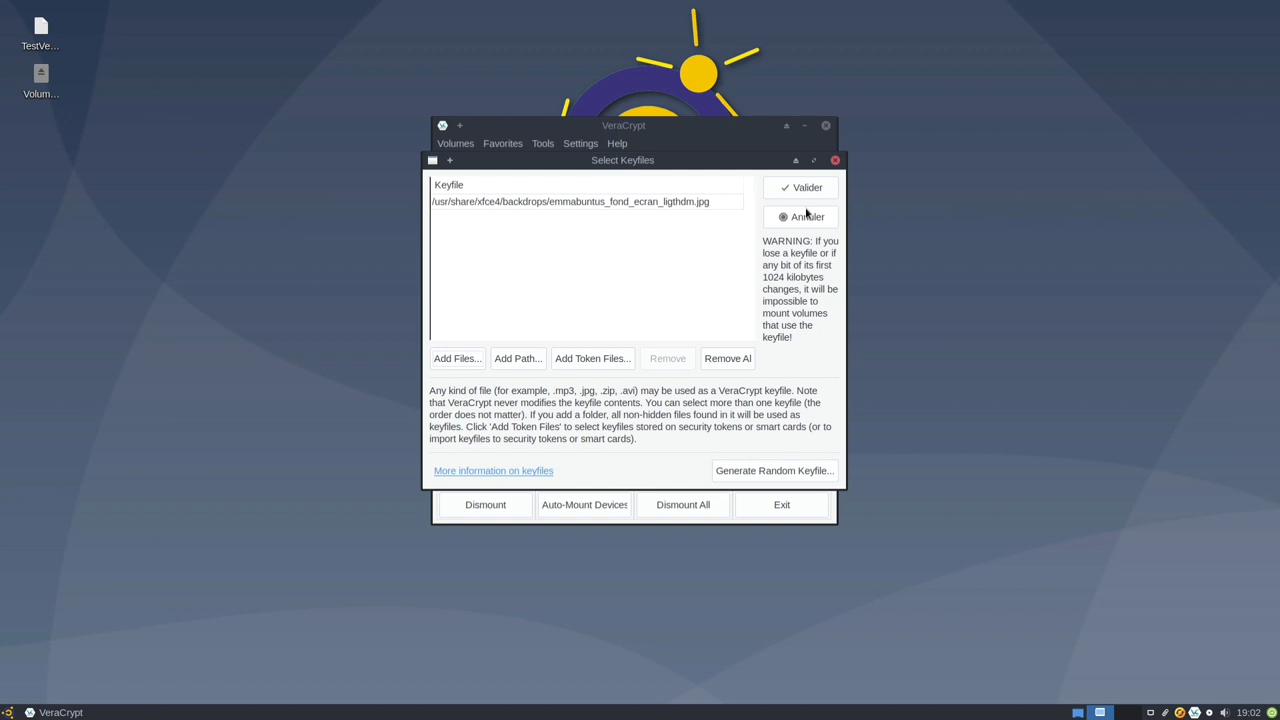 TestVe...
Volum...
VeraCrypt
Volumes Favorites Tools Settings Help
Select Keyfiles
Keyfile
/usr/share/xfce4/backdrops/emmabuntus_fond_ecran_ligthdm.jpg
Valider
Annuler
WARNING: If you
lose a keyfile or if
any bit of its first
1024 kilobytes
changes, it will be
impossible to
mount volumes
that use the
keyfile!
Add Files... Add Path... Add Token Files... Remove Remove Al
Any kind of file (for example, .mp3, .jpg, .zip, .avi) may be used as a VeraCrypt keyfile. Note
that VeraCrypt never modifies the keyfile contents. You can select more than one keyfile (the
order does not matter). If you add a folder, all non-hidden files found in it will be used as
keyfiles. Click 'Add Token Files' to select keyfiles stored on security tokens or smart cards (or to
import keyfiles to security tokens or smart cards).
More information on keyfiles
Generate Random Keyfile...
Dismount Auto-Mount Devices Dismount All Exit
VeraCrypt
19:02